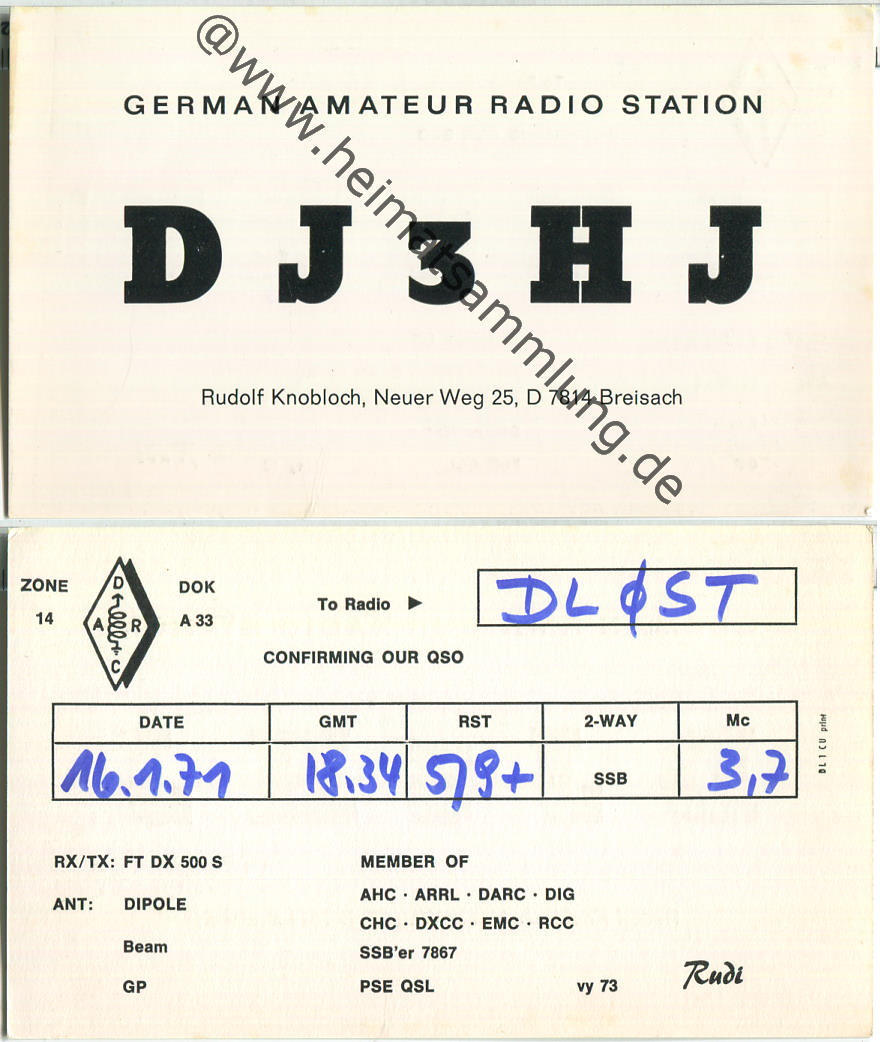 @www.heimatsammlung.de
GERMAN AMATEUR RADIO STATION
DJ3HJ
Rudolf Knobloch, Neuer Weg 25, D 7814 Breisach
ZONE
14
D
A R
C
DOK
A 33
To Radio ▶
DLØST
CONFIRMING OUR QSO
DATE GMT RST 2-WAY Mc
16.1.71 18.34 5/9+ SSB 3,7
DL1CU print
RX/TX: FT DX 500 S
ANT: DIPOLE
Beam
GP
MEMBER OF
AHC · ARRL · DARC · DIG
CHC · DXCC · EMC · RCC
SSB'er 7867
PSE QSL vy 73 Rudi